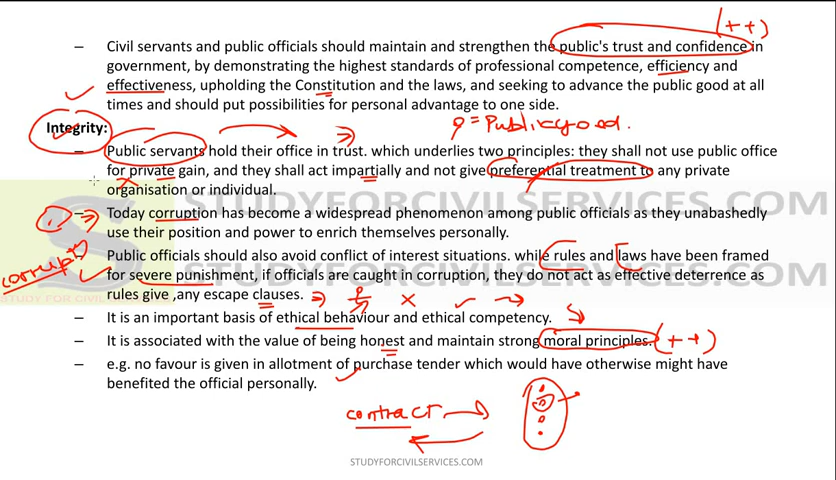 (++)
– Civil servants and public officials should maintain and strengthen the public's trust and confidence in
government, by demonstrating the highest standards of professional competence, efficiency and
effectiveness, upholding the Constitution and the laws, and seeking to advance the public good at all
times and should put possibilities for personal advantage to one side.
Integrity:
= Public good.
– Public servants hold their office in trust. which underlies two principles: they shall not use public office
for private gain, and they shall act impartially and not give preferential treatment to any private
organisation or individual.
STUDYFORCIVILSERVICES.COM
– Today corruption has become a widespread phenomenon among public officials as they unabashedly
use their position and power to enrich themselves personally.
– Public officials should also avoid conflict of interest situations. while rules and laws have been framed
for severe punishment, if officials are caught in corruption, they do not act as effective deterrence as
rules give ,any escape clauses.
corruptn
STUDYFORCIVILSERVICES.COM
STUDY FOR CIVIL
– It is an important basis of ethical behaviour and ethical competency.
– It is associated with the value of being honest and maintain strong moral principles. (++)
– e.g. no favour is given in allotment of purchase tender which would have otherwise might have
benefited the official personally.
contract
STUDYFORCIVILSERVICES.COM